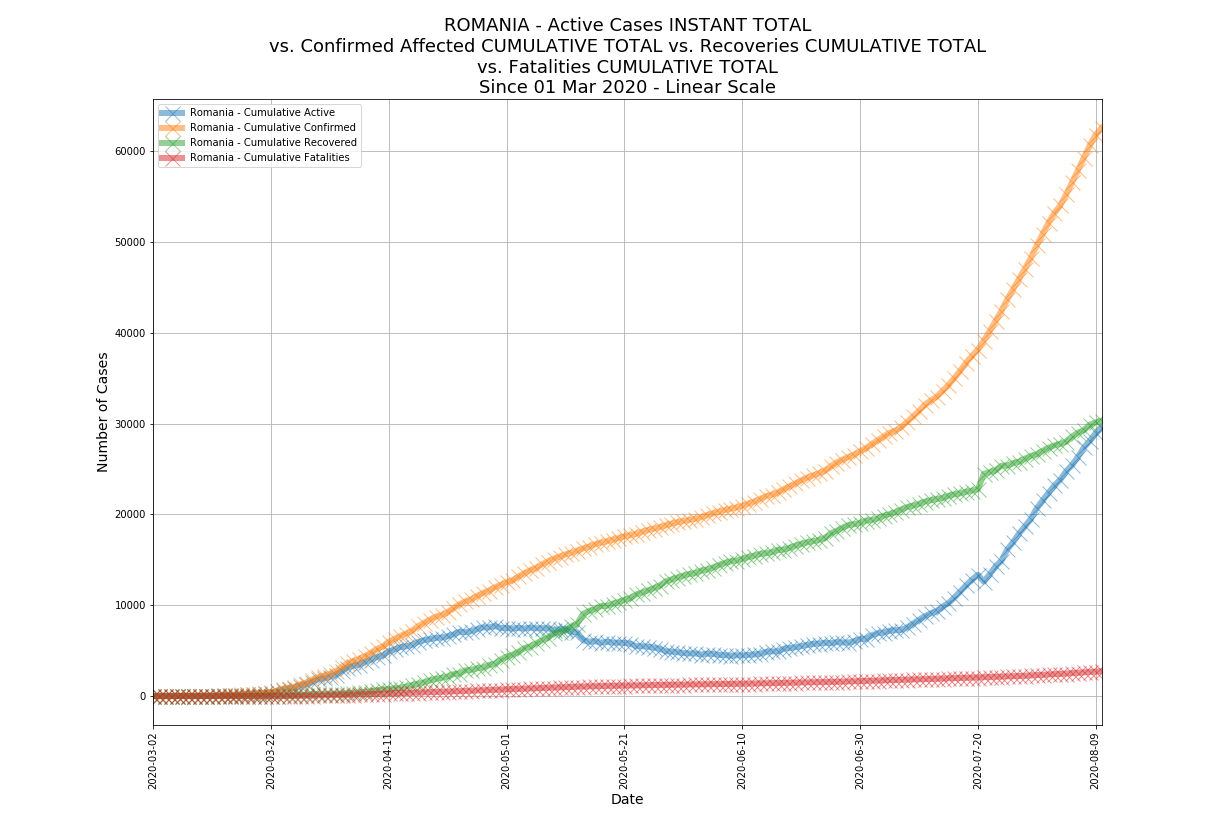 ROMANIA - Active Cases INSTANT TOTAL
vs. Confirmed Affected CUMULATIVE TOTAL vs. Recoveries CUMULATIVE TOTAL
vs. Fatalities CUMULATIVE TOTAL
Since 01 Mar 2020 - Linear Scale
Romania - Cumulative Active
Romania - Cumulative Confirmed
Romania - Cumulative Recovered
Romania - Cumulative Fatalities
Number of Cases
60000
50000
40000
30000
20000
10000
0
2020-03-02
2020-03-22
2020-04-11
2020-05-01
2020-05-21
2020-06-10
2020-06-30
2020-07-20
2020-08-09
Date